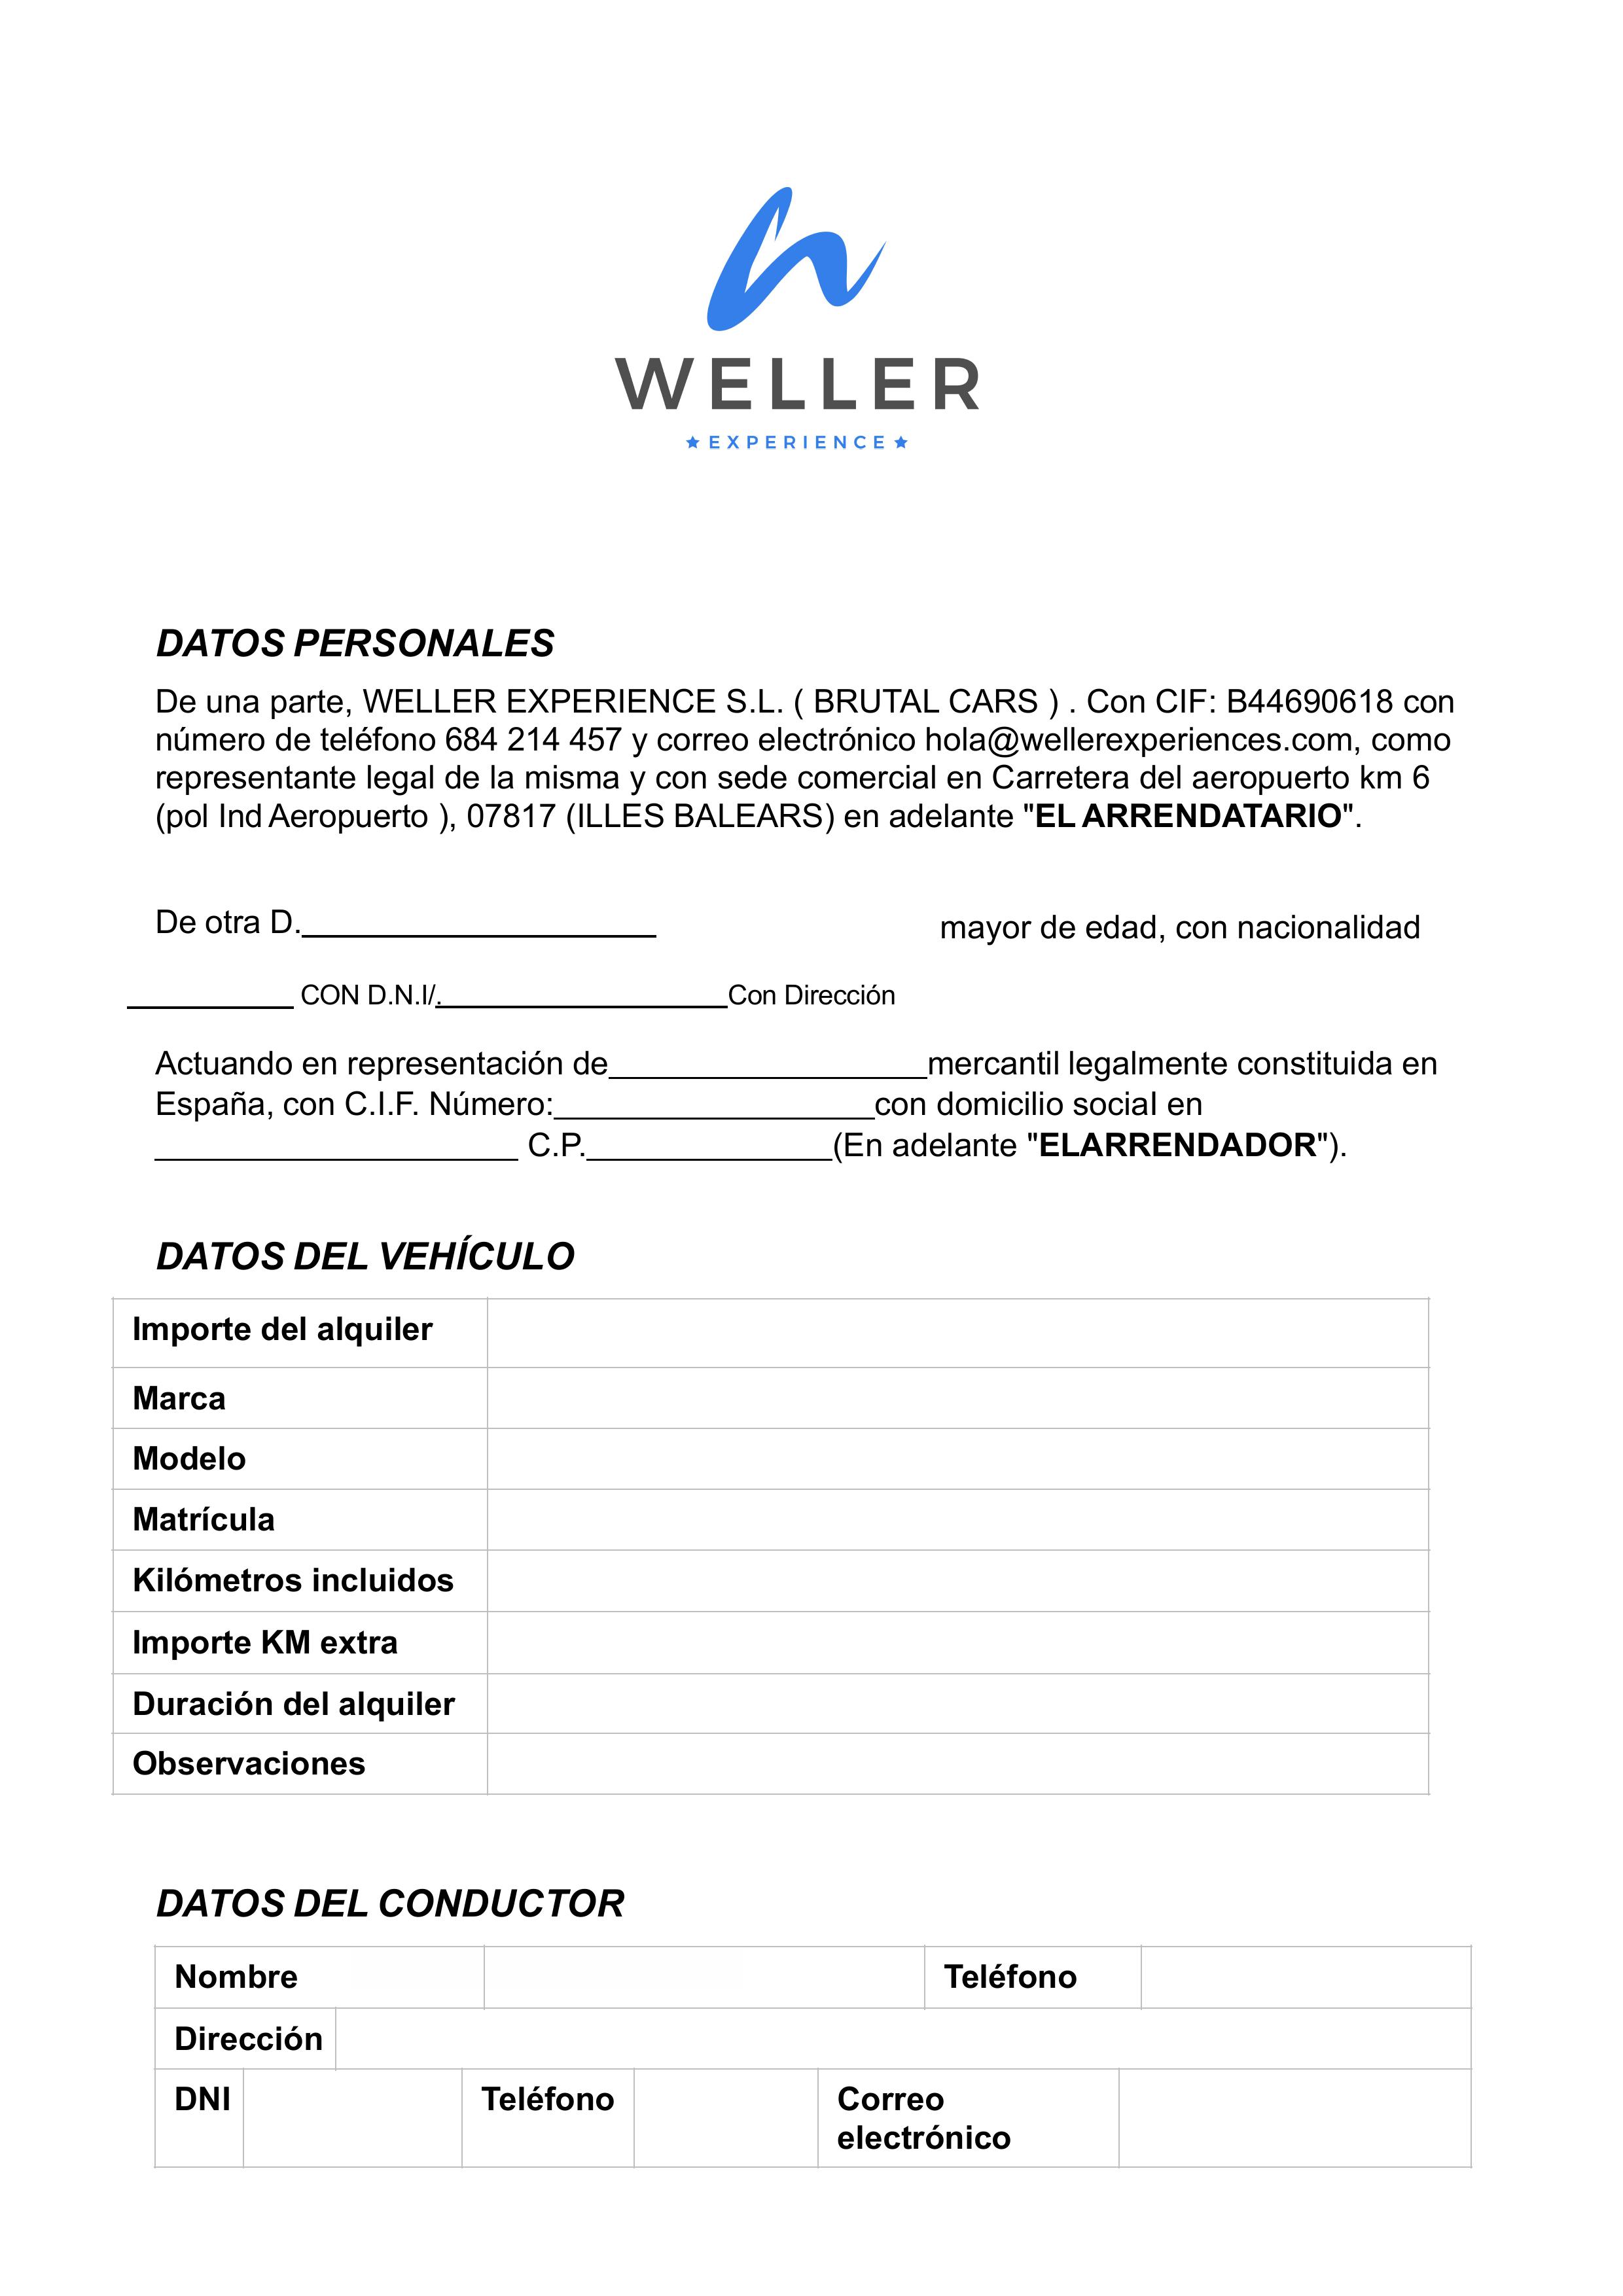 WELLER
★ EXPERIENCE ★
DATOS PERSONALES
De una parte, WELLER EXPERIENCE S.L. ( BRUTAL CARS ) . Con CIF: B44690618 con
número de teléfono 684 214 457 y correo electrónico hola@wellerexperiences.com, como
representante legal de la misma y con sede comercial en Carretera del aeropuerto km 6
(pol Ind Aeropuerto ), 07817 (ILLES BALEARS) en adelante "EL ARRENDATARIO".
De otra D.____________________ mayor de edad, con nacionalidad
__________ CON D.N.I/.__________________Con Dirección
Actuando en representación de__________________mercantil legalmente constituida en
España, con C.I.F. Número:__________________con domicilio social en
____________________ C.P.______________(En adelante "ELARRENDADOR").
DATOS DEL VEHÍCULO
Importe del alquiler
Marca
Modelo
Matrícula
Kilómetros incluidos
Importe KM extra
Duración del alquiler
Observaciones
DATOS DEL CONDUCTOR
Nombre Teléfono
Dirección
DNI Teléfono Correo
electrónico